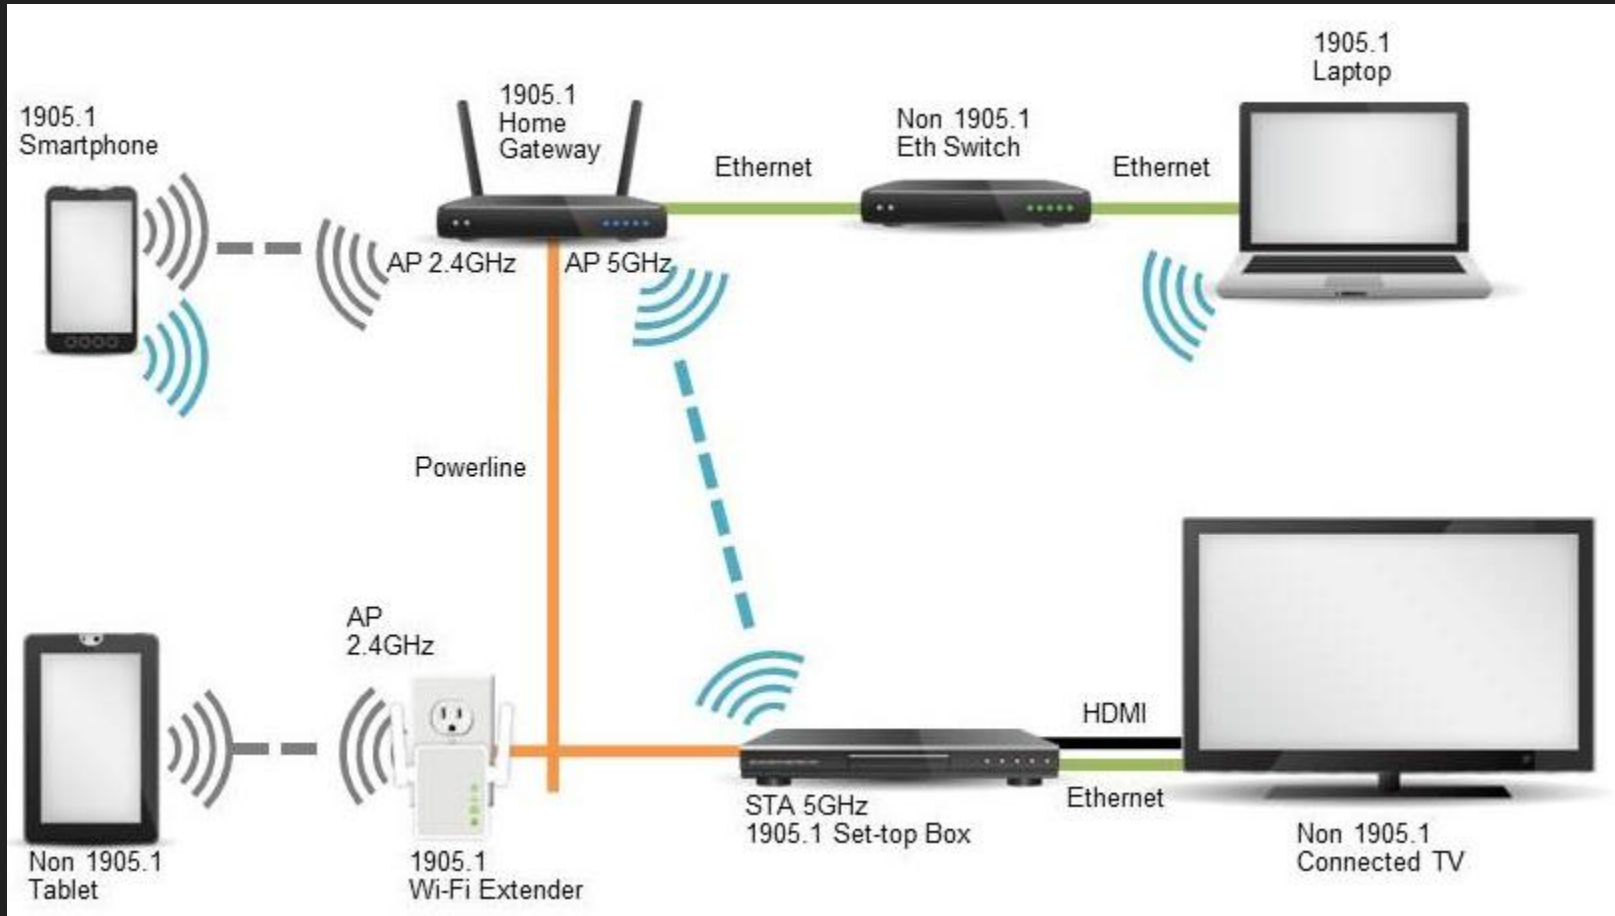 1905.1
Laptop
1905.1
Home
Gateway
1905.1
Smartphone
Non 1905.1
Eth Switch
Ethernet
Ethernet
AP 2.4GHz
AP 5GHz
Powerline
AP
2.4GHz
HDMI
Ethernet
STA 5GHz
1905.1 Set-top Box
Non 1905.1
Connected TV
Non 1905.1
Tablet
1905.1
Wi-Fi Extender